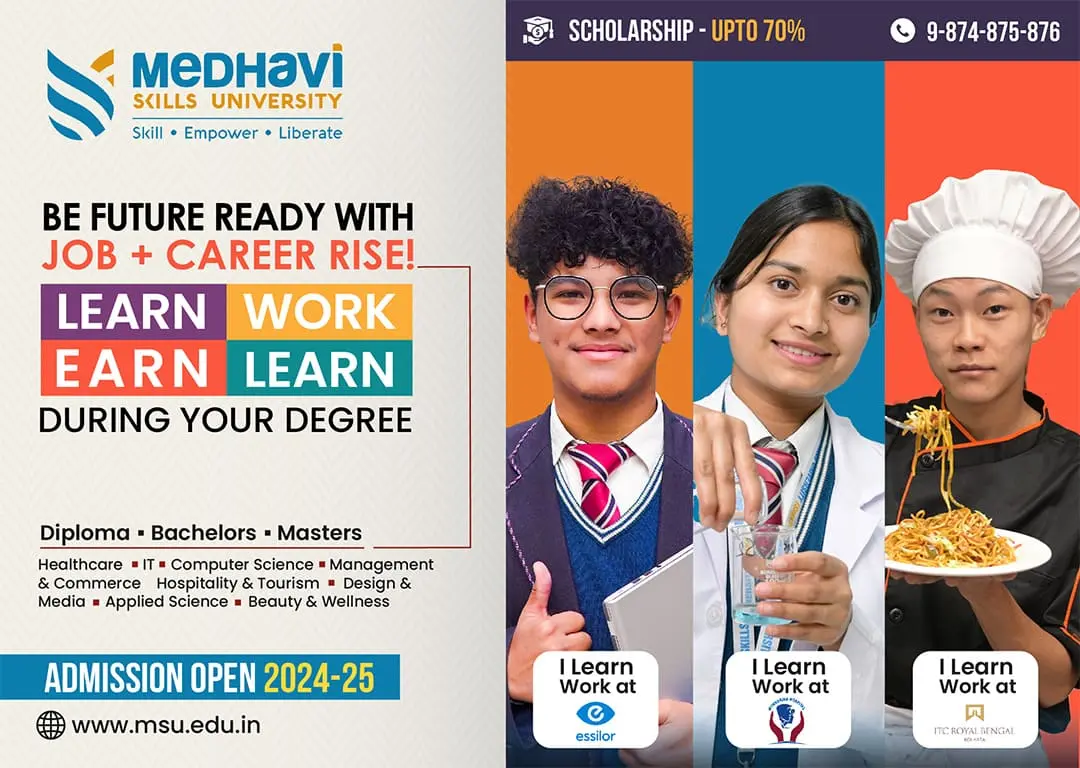 MeDHavi
SKILLS UNIVERSITY
Skill • Empower • Liberate
BE FUTURE READY WITH
JOB + CAREER RISE!
LEARN WORK
EARN LEARN
DURING YOUR DEGREE
Diploma ▪ Bachelors ▪ Masters
Healthcare ▪ IT ▪ Computer Science ▪ Management
& Commerce Hospitality & Tourism ▪ Design &
Media ▪ Applied Science ▪ Beauty & Wellness
ADMISSION OPEN 2024-25
www.msu.edu.in
SCHOLARSHIP - UPTO 70%
9-874-875-876
I Learn
Work at
essilor
I Learn
Work at
I Learn
Work at
ITC ROYAL BENGAL
KOLKATA